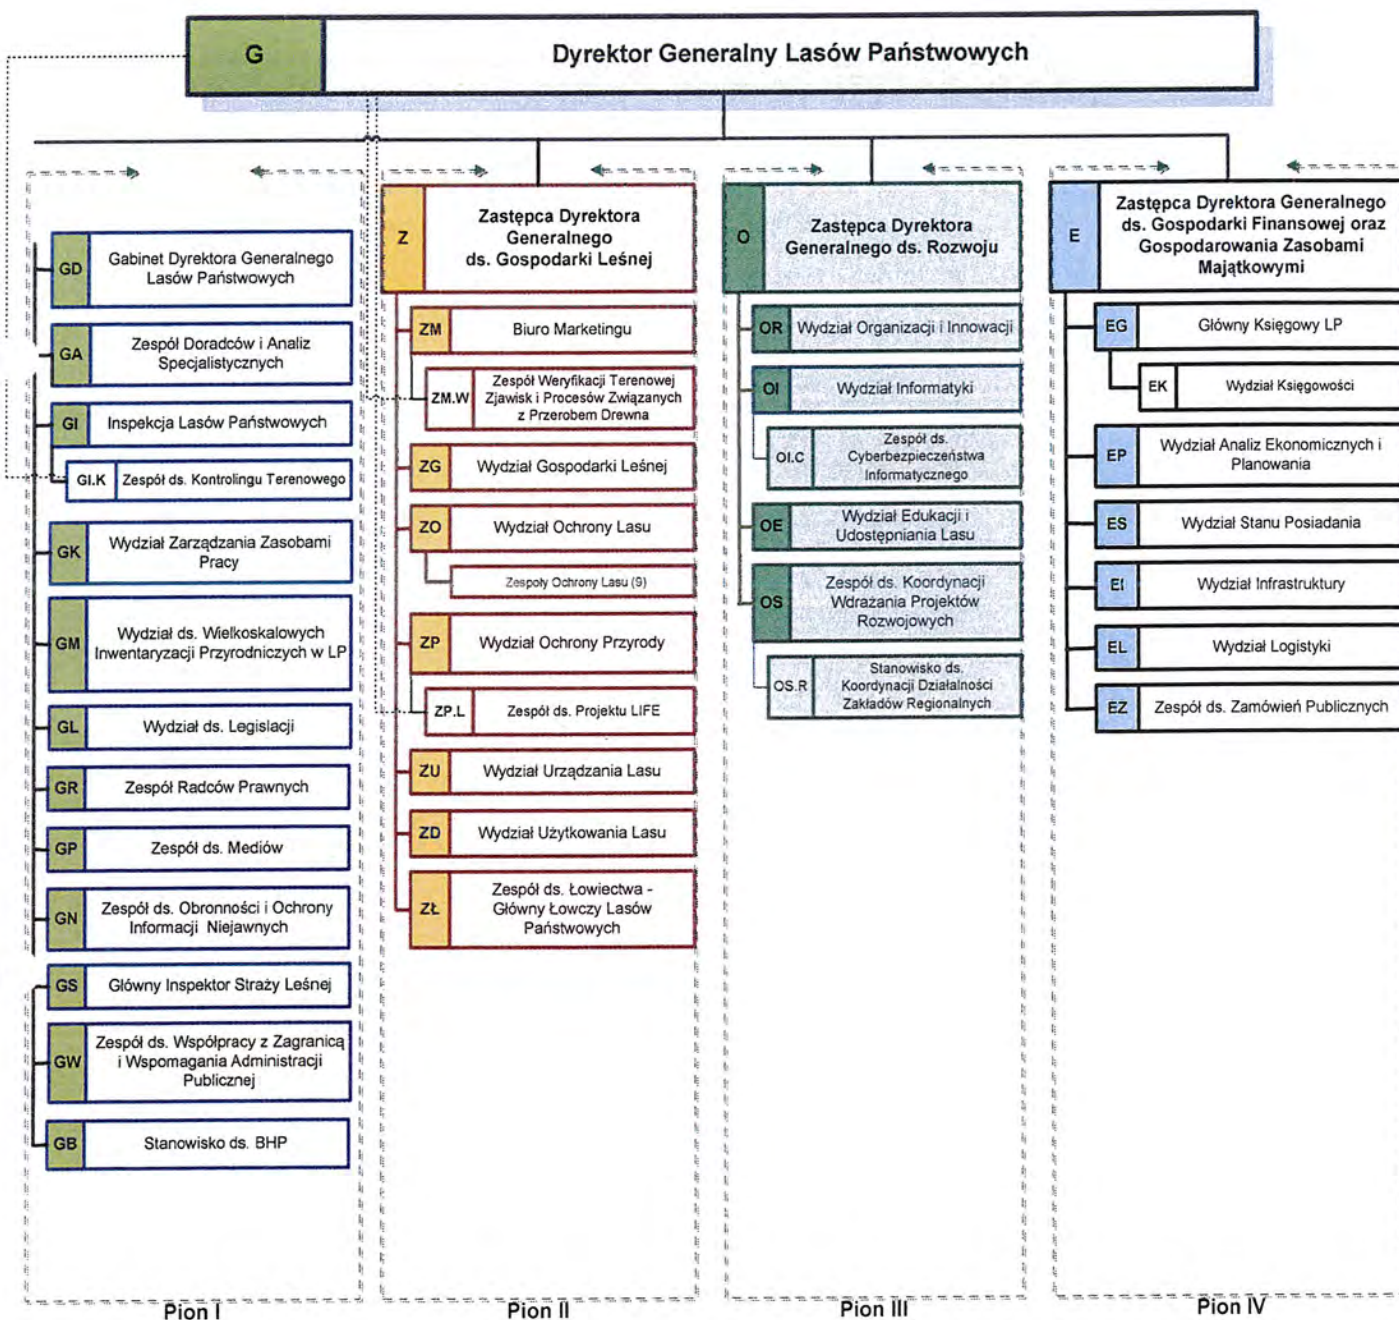 G
Dyrektor Generalny Lasów Państwowych
GD
Gabinet Dyrektora Generalnego
Lasów Państwowych
GA
Zespół Doradców i Analiz
Specjalistycznych
GI
Inspekcja Lasów Państwowych
GI.K
Zespół ds. Kontrolingu Terenowego
GK
Wydział Zarządzania Zasobami
Pracy
GM
Wydział ds. Wielkoskalowych
Inwentaryzacji Przyrodniczych w LP
GL
Wydział ds. Legislacji
GR
Zespół Radców Prawnych
GP
Zespół ds. Mediów
GN
Zespół ds. Obronności i Ochrony
Informacji Niejawnych
GS
Główny Inspektor Straży Leśnej
GW
Zespół ds. Współpracy z Zagranicą
i Wspomagania Administracji
Publicznej
GB
Stanowisko ds. BHP
Pion I
Z
Zastępca Dyrektora
Generalnego
ds. Gospodarki Leśnej
ZM
Biuro Marketingu
ZM.W
Zespół Weryfikacji Terenowej
Zjawisk i Procesów Związanych
z Przerobem Drewna
ZG
Wydział Gospodarki Leśnej
ZO
Wydział Ochrony Lasu
Zespoły Ochrony Lasu (9)
ZP
Wydział Ochrony Przyrody
ZP.L
Zespół ds. Projektu LIFE
ZU
Wydział Urządzania Lasu
ZD
Wydział Użytkowania Lasu
ZŁ
Zespół ds. Łowiectwa -
Główny Łowczy Lasów
Państwowych
Pion II
O
Zastępca Dyrektora
Generalnego ds. Rozwoju
OR
Wydział Organizacji i Innowacji
OI
Wydział Informatyki
OI.C
Zespół ds.
Cyberbezpieczeństwa
Informatycznego
OE
Wydział Edukacji i
Udostępniania Lasu
OS
Zespół ds. Koordynacji
Wdrażania Projektów
Rozwojowych
OS.R
Stanowisko ds.
Koordynacji Działalności
Zakładów Regionalnych
Pion III
E
Zastępca Dyrektora Generalnego
ds. Gospodarki Finansowej oraz
Gospodarowania Zasobami
Majątkowymi
EG
Główny Księgowy LP
EK
Wydział Księgowości
EP
Wydział Analiz Ekonomicznych i
Planowania
ES
Wydział Stanu Posiadania
EI
Wydział Infrastruktury
EL
Wydział Logistyki
EZ
Zespół ds. Zamówień Publicznych
Pion IV